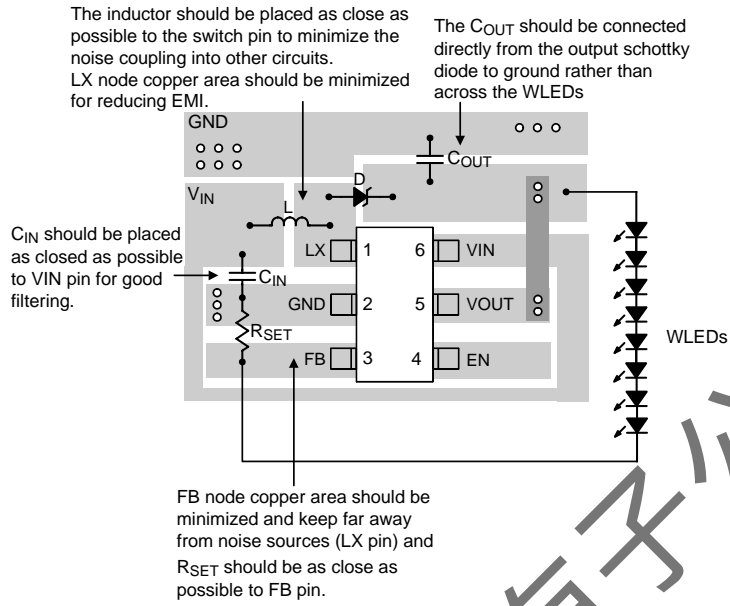 The inductor should be placed as close as
possible to the switch pin to minimize the
noise coupling into other circuits.
LX node copper area should be minimized
for reducing EMI.
The COUT should be connected
directly from the output schottky
diode to ground rather than
across the WLEDs
GND
COUT
D
VIN
L
CIN should be placed
as closed as possible
to VIN pin for good
filtering.
LX 1 6 VIN
CIN
GND 2 5 VOUT
RSET
WLEDs
FB 3 4 EN
FB node copper area should be
minimized and keep far away
from noise sources (LX pin) and
RSET should be as close as
possible to FB pin.
子